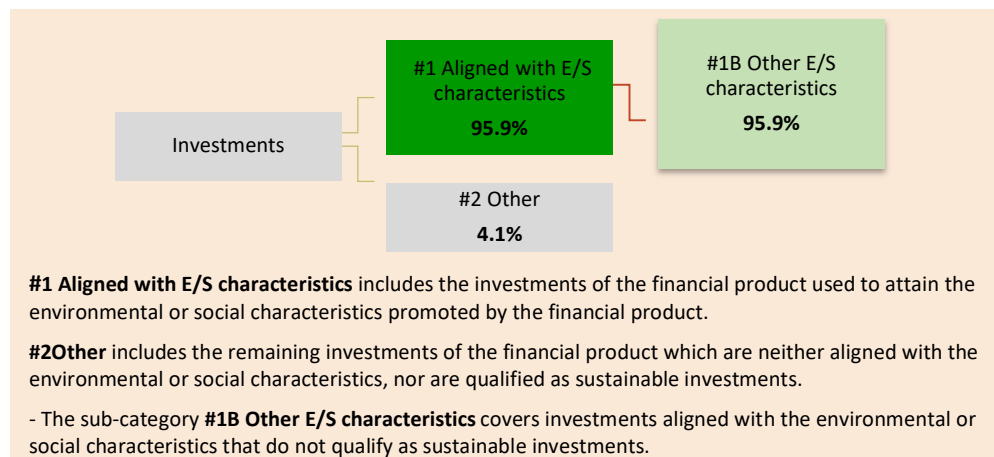 #1 Aligned with E/S
characteristics
95.9%
#1B Other E/S
characteristics
95.9%
Investments
#2 Other
4.1%
#1 Aligned with E/S characteristics includes the investments of the financial product used to attain the
environmental or social characteristics promoted by the financial product.
#2Other includes the remaining investments of the financial product which are neither aligned with the
environmental or social characteristics, nor are qualified as sustainable investments.
- The sub-category #1B Other E/S characteristics covers investments aligned with the environmental or
social characteristics that do not qualify as sustainable investments.